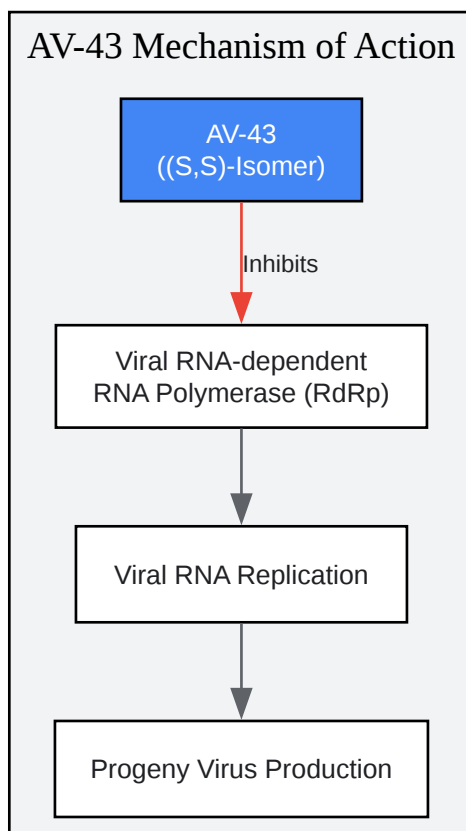 AV-43 Mechanism of Action
AV-43
((S,S)-Isomer)
Inhibits
Viral RNA-dependent
RNA Polymerase (RdRp)
Viral RNA Replication
Progeny Virus Production